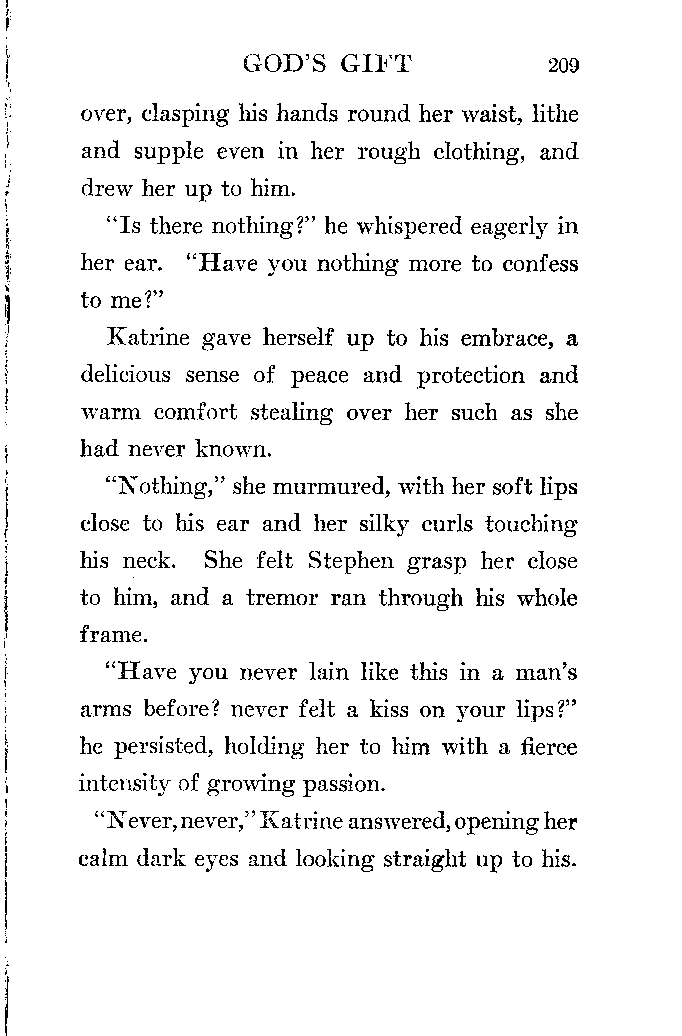 GOD'S GIFT 209
over, clasping his hands round her waist, lithe
and supple even in her rough clothing, and
drew her up to him.
"Is there nothing?" he whispered eagerly in
her ear. "Have you nothing more to confess
to me?"
Katrine gave herself up to his embrace, a
delicious sense of peace and protection and
warm comfort stealing over her such as she
had never known.
"Nothing," she murmured, with her soft lips
close to his ear and her silky curls touching
his neck. She felt Stephen grasp her close
to him, and a tremor ran through his whole
frame.
"Have you never lain like this in a man's
arms before? never felt a kiss on your lips?"
he persisted, holding her to him with a fierce
intensity of growing passion.
"Never, never," Katrine answered, opening her
calm dark eyes and looking straight up to his.